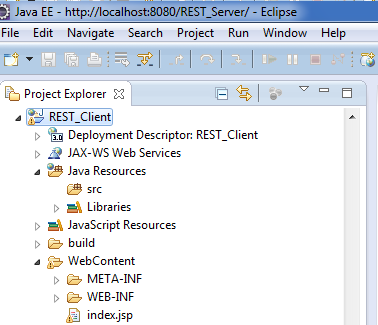 Java EE - http://localhost:8080/REST_Server/ - Eclipse
File Edit Navigate Search Project Run Window Help
Project Explorer
REST_Client
3.0 Deployment Descriptor: REST_Client
JAX-WS Web Services
Java Resources
src
Libraries
JavaScript Resources
build
WebContent
META-INF
WEB-INF
index.jsp